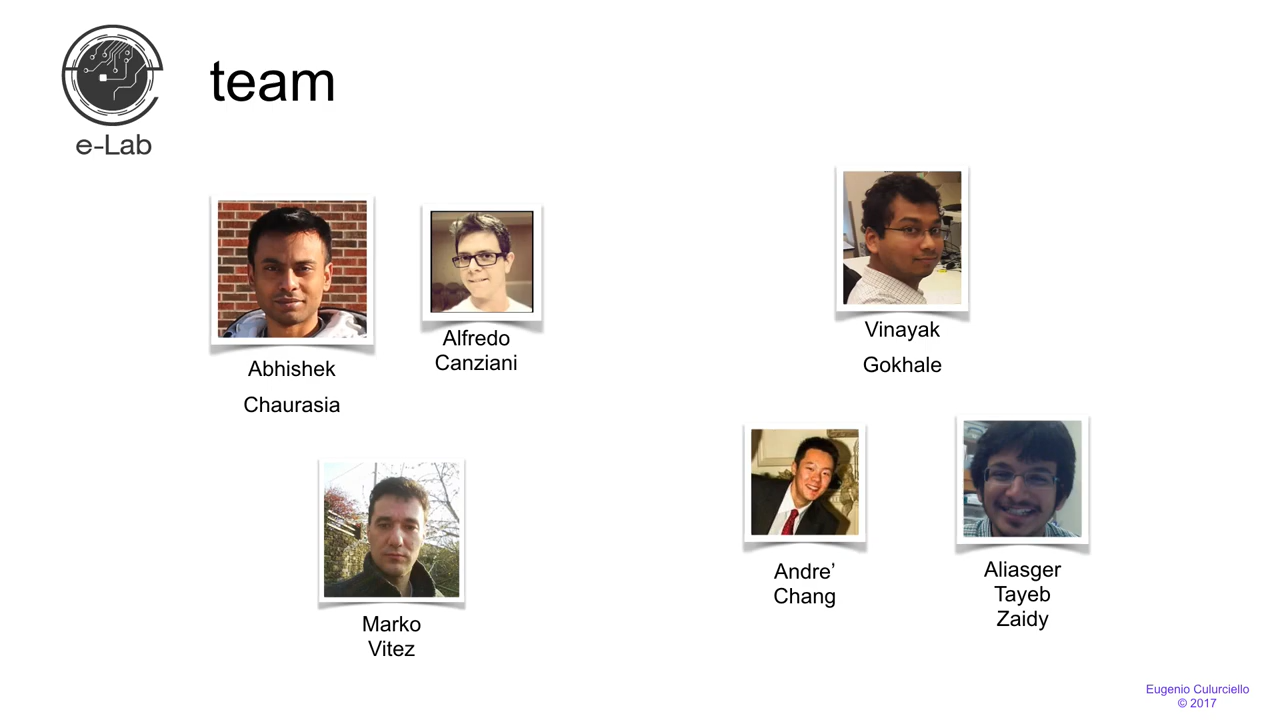 team
e-Lab
Abhishek
Chaurasia
Alfredo
Canziani
Vinayak
Gokhale
Marko
Vitez
Andre’
Chang
Aliasger
Tayeb
Zaidy
Eugenio Culurciello
© 2017